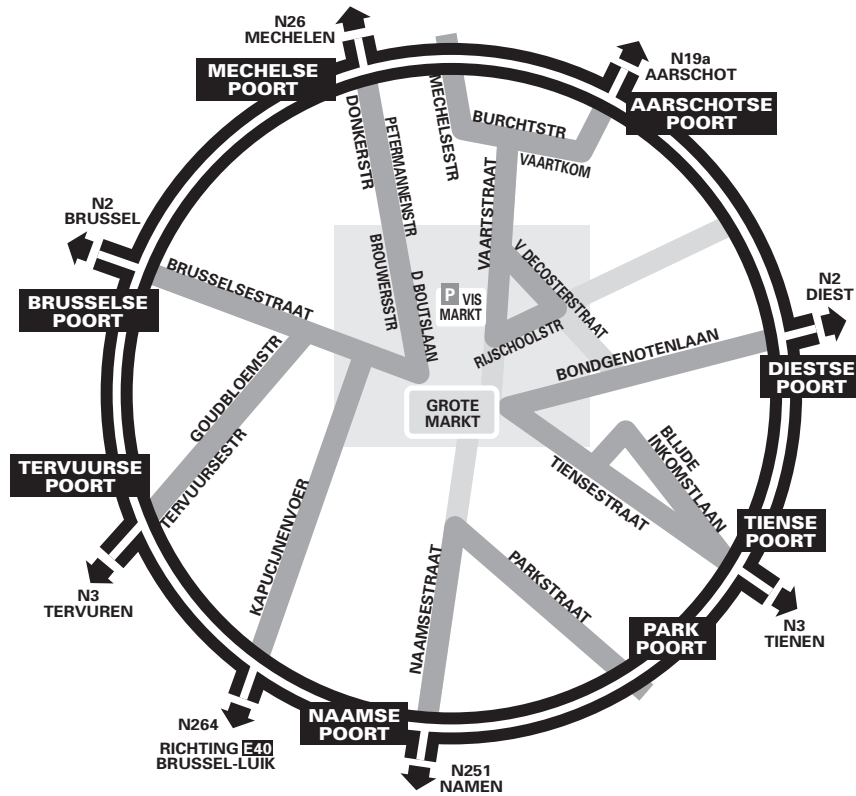 N26
MECHELEN
N19a
AARSCHOT
MECHELSE
POORT
AARSCHOTSE
POORT
MECHELSESTR
BURCHTSTR
VAARTKOM
DONKERSTR
PETERMANNENSTR
VAARTSTRAAT
N2
BRUSSEL
BRUSSELSESTRAAT
BROUWERSSTR
D BOUTSLAAN
V DECOSTERSTRAAT
P VIS
MARKT
N2
DIEST
BRUSSELSE
POORT
RIJSCHOOLSTR
BONDGENOTENLAAN
DIESTSE
POORT
GOUDBLOEMSTR
GROTE
MARKT
BLIJDE
INKOMSTLAAN
TERVUURSE
POORT
TERVUURSESTR
TIENSESTRAAT
TIENSE
POORT
KAPUCIJNENVOER
N3
TERVUREN
NAAMSESTRAAT
PARKSTRAAT
PARK
POORT
N3
TIENEN
N264
RICHTING E40
BRUSSEL-LUIK
NAAMSE
POORT
N251
NAMEN